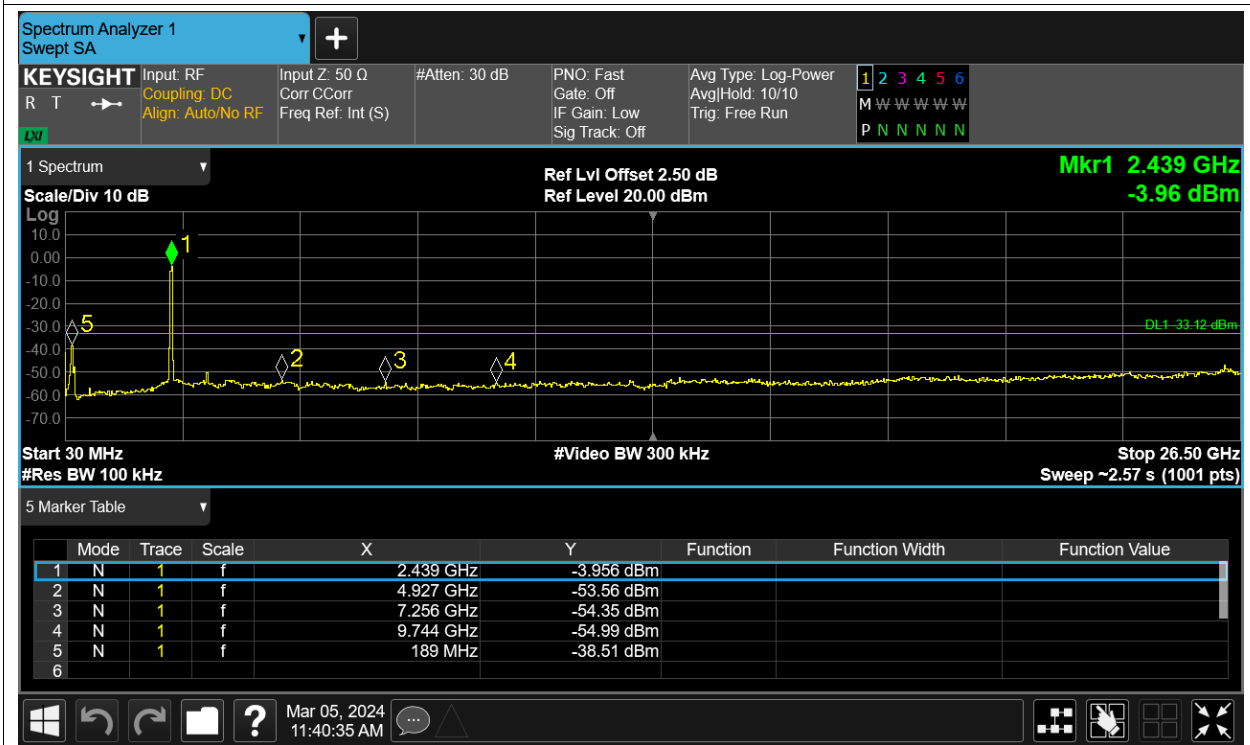 Spectrum Analyzer 1
Swept SA
KEYSIGHT
R T
LXI
Input: RF
Coupling: DC
Align: Auto/No RF
Input Z: 50 Ω
Corr CCorr
Freq Ref: Int (S)
#Atten: 30 dB
PNO: Fast
Gate: Off
IF Gain: Low
Sig Track: Off
Avg Type: Log-Power
Avg|Hold: 10/10
Trig: Free Run
1 2 3 4 5 6
M W W W W W
P N N N N N
1 Spectrum
Scale/Div 10 dB
Ref Lvl Offset 2.50 dB
Ref Level 20.00 dBm
Mkr1 2.439 GHz
-3.96 dBm
Log
10.0
0.00
-10.0
-20.0
-30.0
-40.0
-50.0
-60.0
-70.0
1
5
2
3
4
DL1 -33.12 dBm
Start 30 MHz
#Res BW 100 kHz
#Video BW 300 kHz
Stop 26.50 GHz
Sweep ~2.57 s (1001 pts)
5 Marker Table
Mode Trace Scale X Y Function Function Width Function Value
1 N 1 f 2.439 GHz -3.956 dBm
2 N 1 f 4.927 GHz -53.56 dBm
3 N 1 f 7.256 GHz -54.35 dBm
4 N 1 f 9.744 GHz -54.99 dBm
5 N 1 f 189 MHz -38.51 dBm
6
?
Mar 05, 2024
11:40:35 AM